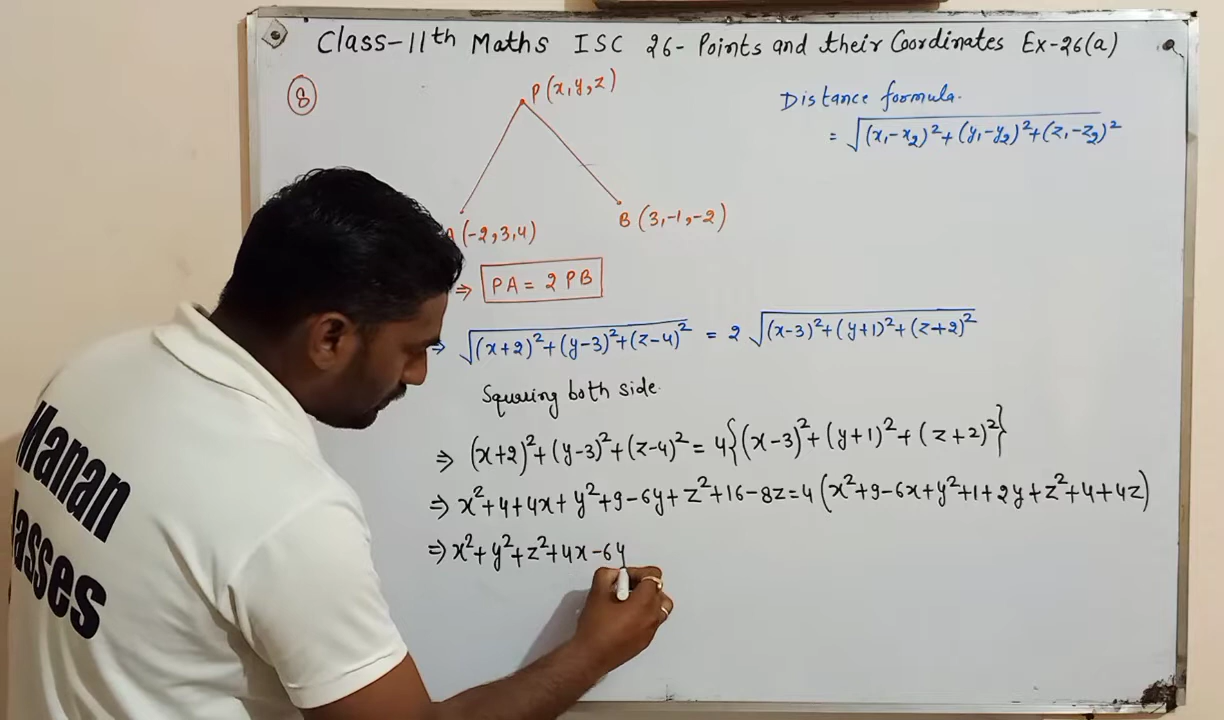 Class-11th Maths ISC 26- Points and their Coordinates Ex-26(a)
8
P(x,y,z)
Distance formula.
= √(x₁-x₂)²+(y₁-y₂)²+(z₁-z₂)²
(-2,3,4)
B(3,-1,-2)
⇒ PA = 2 PB
⇒ √(x+2)²+(y-3)²+(z-4)² = 2 √(x-3)²+(y+1)²+(z+2)²
Squaring both side.
⇒ (x+2)²+(y-3)²+(z-4)² = 4{(x-3)²+(y+1)²+(z+2)²}
⇒ x²+4+4x+y²+9-6y+z²+16-8z=4(x²+9-6x+y²+1+2y+z²+4+4z)
⇒ x²+y²+z²+4x-6y
Manan
lasses